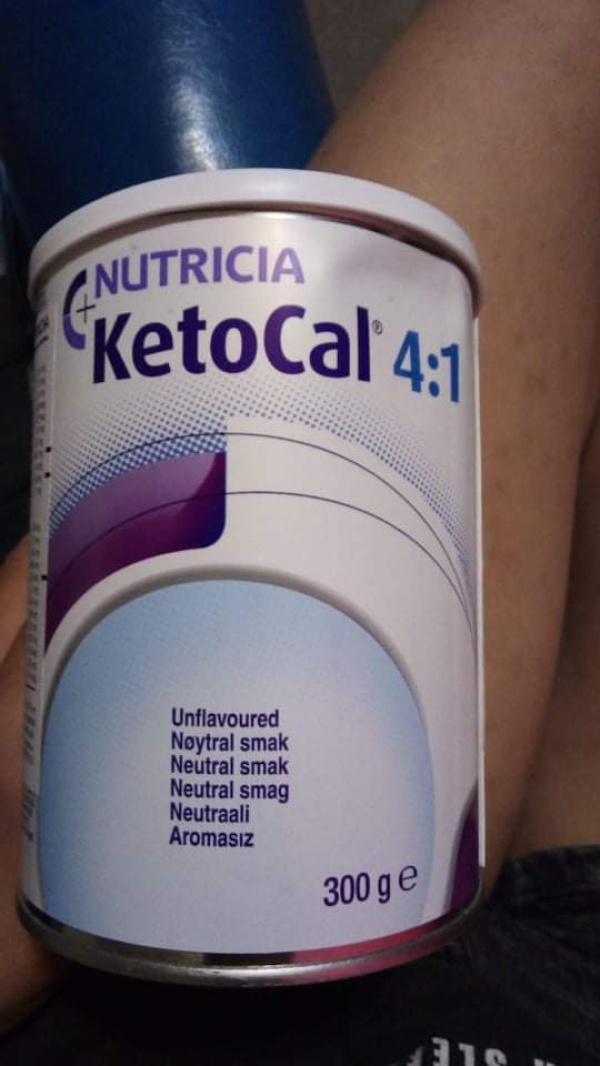 NUTRICIA
KetoCal® 4:1
Unflavoured
Nøytral smak
Neutral smak
Neutral smag
Neutraali
Aromasız
300 g ℮